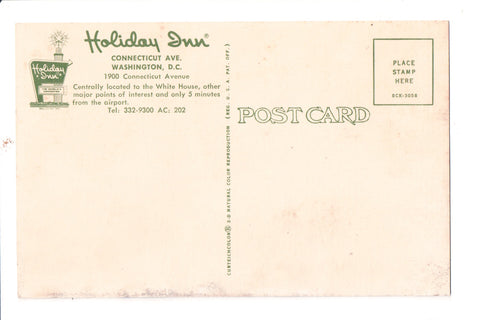 Holiday Inn®
CONNECTICUT AVE.
WASHINGTON, D.C.
1900 Connecticut Avenue
Centrally located to the White House, other
major points of interest and only 5 minutes
from the airport.
Tel: 332-9300 AC: 202
Holiday Inn
CURTEICHCOLOR® 3-D NATURAL COLOR REPRODUCTION (REG. U. S. A. PAT. OFF.)
POST CARD
PLACE
STAMP
HERE